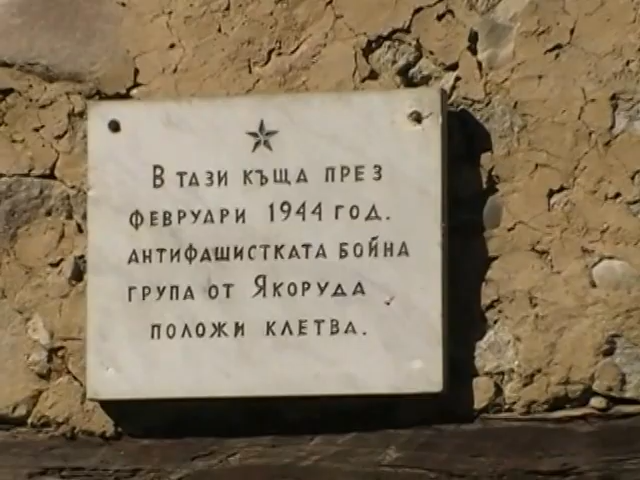 В ТАЗИ КЪЩА ПРЕЗ
ФЕВРУАРИ 1944 ГОД.
АНТИФАШИСТКАТА БОЙНА
ГРУПА ОТ ЯКОРУДА
ПОЛОЖИ КЛЕТВА.